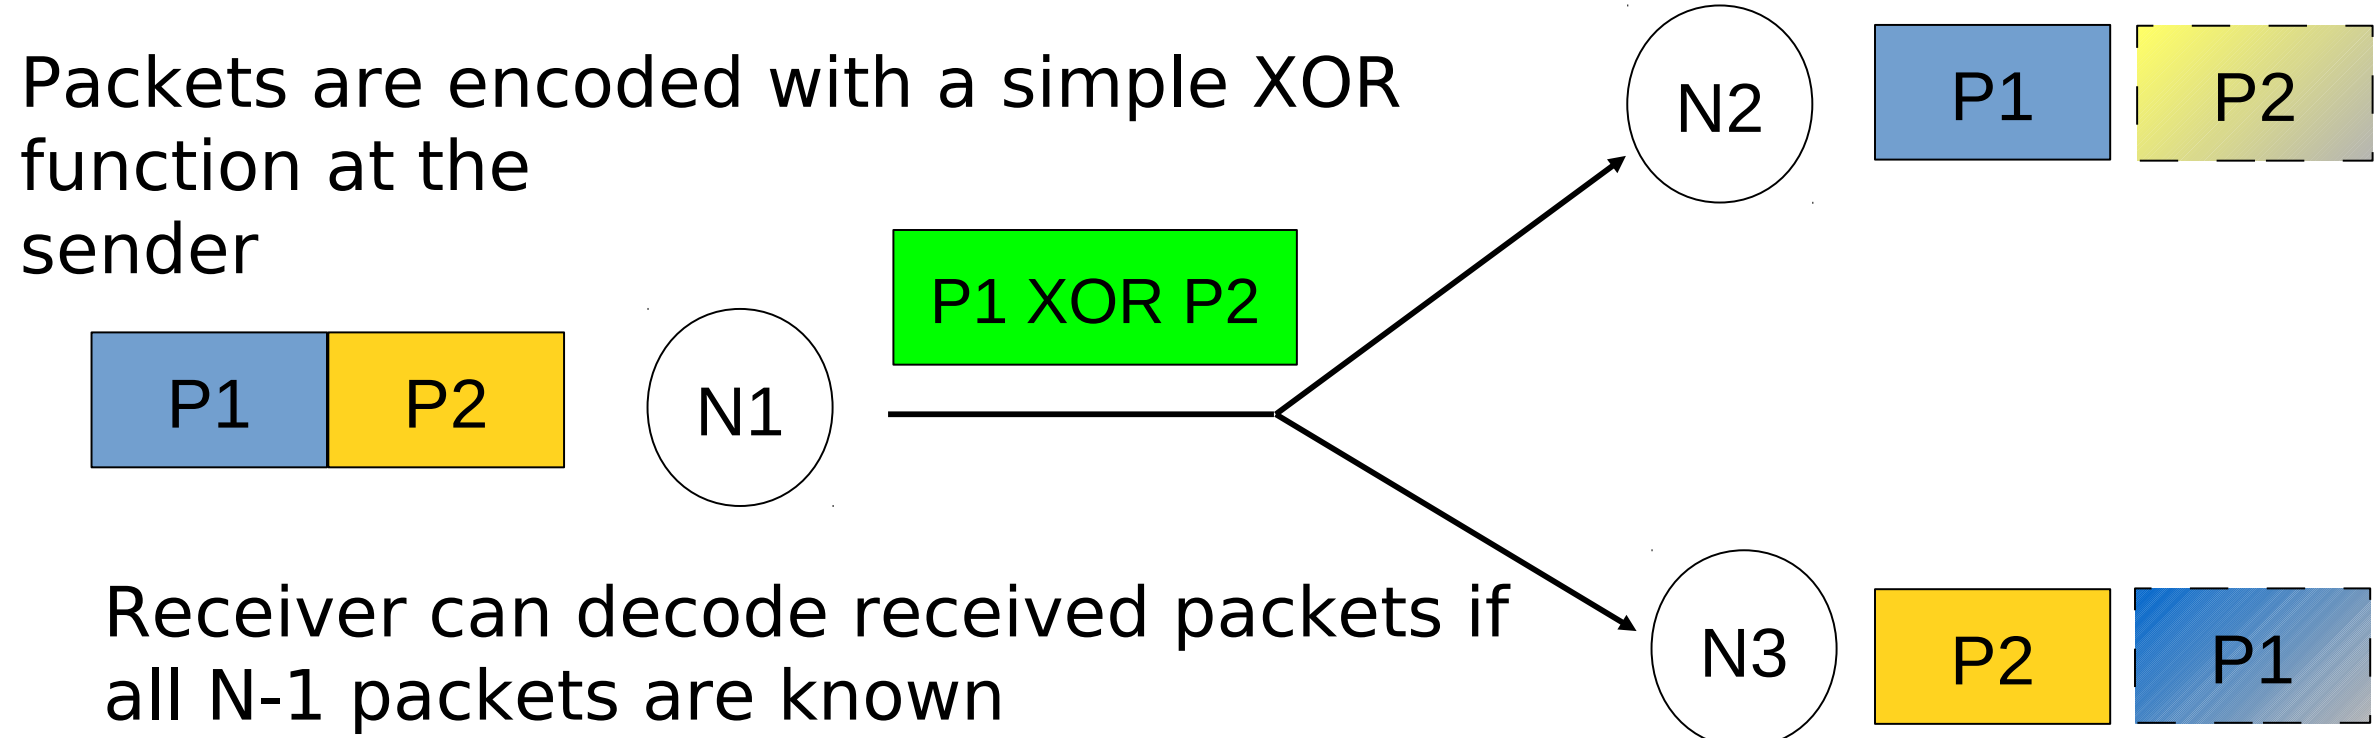 Packets are encoded with a simple XOR
function at the
sender
N2
P1
P2
P1 XOR P2
P1
P2
N1
Receiver can decode received packets if
all N-1 packets are known
N3
P2
P1